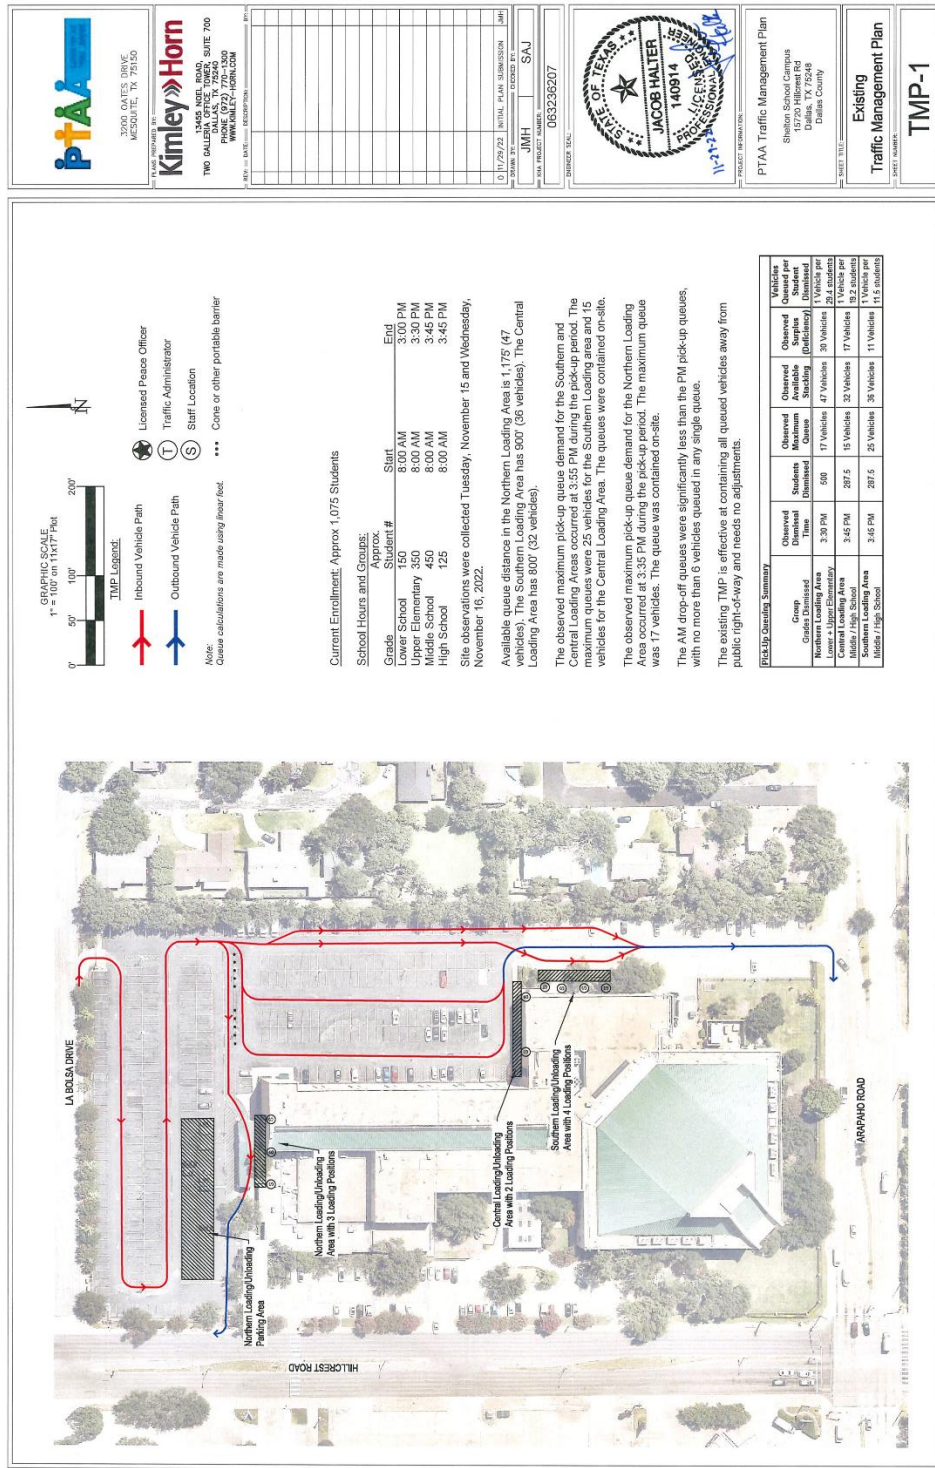 GRAPHIC SCALE
1" = 100' on 11x17" Plot
0' 50' 100' 200'
N
TMP Legend:
Inbound Vehicle Path
Outbound Vehicle Path
Licensed Peace Officer
T Traffic Administrator
S Staff Location
Cone or other portable barrier
Note:
Queue calculations are made using linear feet.
Current Enrollment: Approx 1,075 Students
School Hours and Groups:
Approx.
Grade Student # Start End
Lower School 150 8:00 AM 3:00 PM
Upper Elementary 350 8:00 AM 3:30 PM
Middle School 450 8:00 AM 3:45 PM
High School 125 8:00 AM 3:45 PM
Site observations were collected Tuesday, November 15 and Wednesday,
November 16, 2022.
Available queue distance in the Northern Loading Area is 1,175' (47
vehicles). The Southern Loading Area has 900' (36 vehicles). The Central
Loading Area has 800' (32 vehicles).
The observed maximum pick-up queue demand for the Southern and
Central Loading Areas occurred at 3:55 PM during the pick-up period. The
maximum queues were 25 vehicles for the Southern Loading area and 15
vehicles for the Central Loading Area. The queues were contained on-site.
The observed maximum pick-up queue demand for the Northern Loading
Area occurred at 3:35 PM during the pick-up period. The maximum queue
was 17 vehicles. The queue was contained on-site.
The AM drop-off queues were significantly less than the PM pick-up queues,
with no more than 6 vehicles queued in any single queue.
The existing TMP is effective at containing all queued vehicles away from
public right-of-way and needs no adjustments.
Pick-Up Queuing Summary
Group
Grades Dismissed
Observed Dismissal Time
Students Dismissed
Observed Maximum Queue
Observed Available Stacking
Observed Surplus (Deficiency)
Vehicles Queued per Student Dismissed
Northern Loading Area
Lower + Upper Elementary
3:30 PM 500 17 Vehicles 47 Vehicles 30 Vehicles 1 Vehicle per 29.4 students
Central Loading Area
Middle / High School
3:45 PM 287.5 15 Vehicles 32 Vehicles 17 Vehicles 1 Vehicle per 19.2 students
Southern Loading Area
Middle / High School
3:45 PM 287.5 25 Vehicles 36 Vehicles 11 Vehicles 1 Vehicle per 11.5 students
LA BOLSA DRIVE
Northern Loading/Unloading
Parking Area
Northern Loading/Unloading
Area with 3 Loading Positions
Central Loading/Unloading
Area with 2 Loading Positions
Southern Loading/Unloading
Area with 4 Loading Positions
HILLCREST ROAD
ARAPAHO ROAD
PTAA
3200 OATES DRIVE
MESQUITE, TX 75150
PLANS PREPARED BY:
Kimley»Horn
13455 NOEL ROAD,
TWO GALLERIA OFFICE TOWER, SUITE 700
DALLAS, TX 75240
PHONE (972) 770-1300
WWW.KIMLEY-HORN.COM
REV: DATE: DESCRIPTION: BY:
0 11/29/22 INITIAL PLAN SUBMISSION JMH
DRAWN BY: CHECKED BY:
JMH SAJ
KHA PROJECT NUMBER:
063236207
ENGINEER SEAL:
STATE OF TEXAS
JACOB HALTER
140914
LICENSED
PROFESSIONAL ENGINEER
PROJECT INFORMATION:
PTAA Traffic Management Plan
Shelton School Campus
15720 Hillcrest Rd
Dallas, TX 75248
Dallas County
SHEET TITLE:
Existing
Traffic Management Plan
SHEET NUMBER:
TMP-1